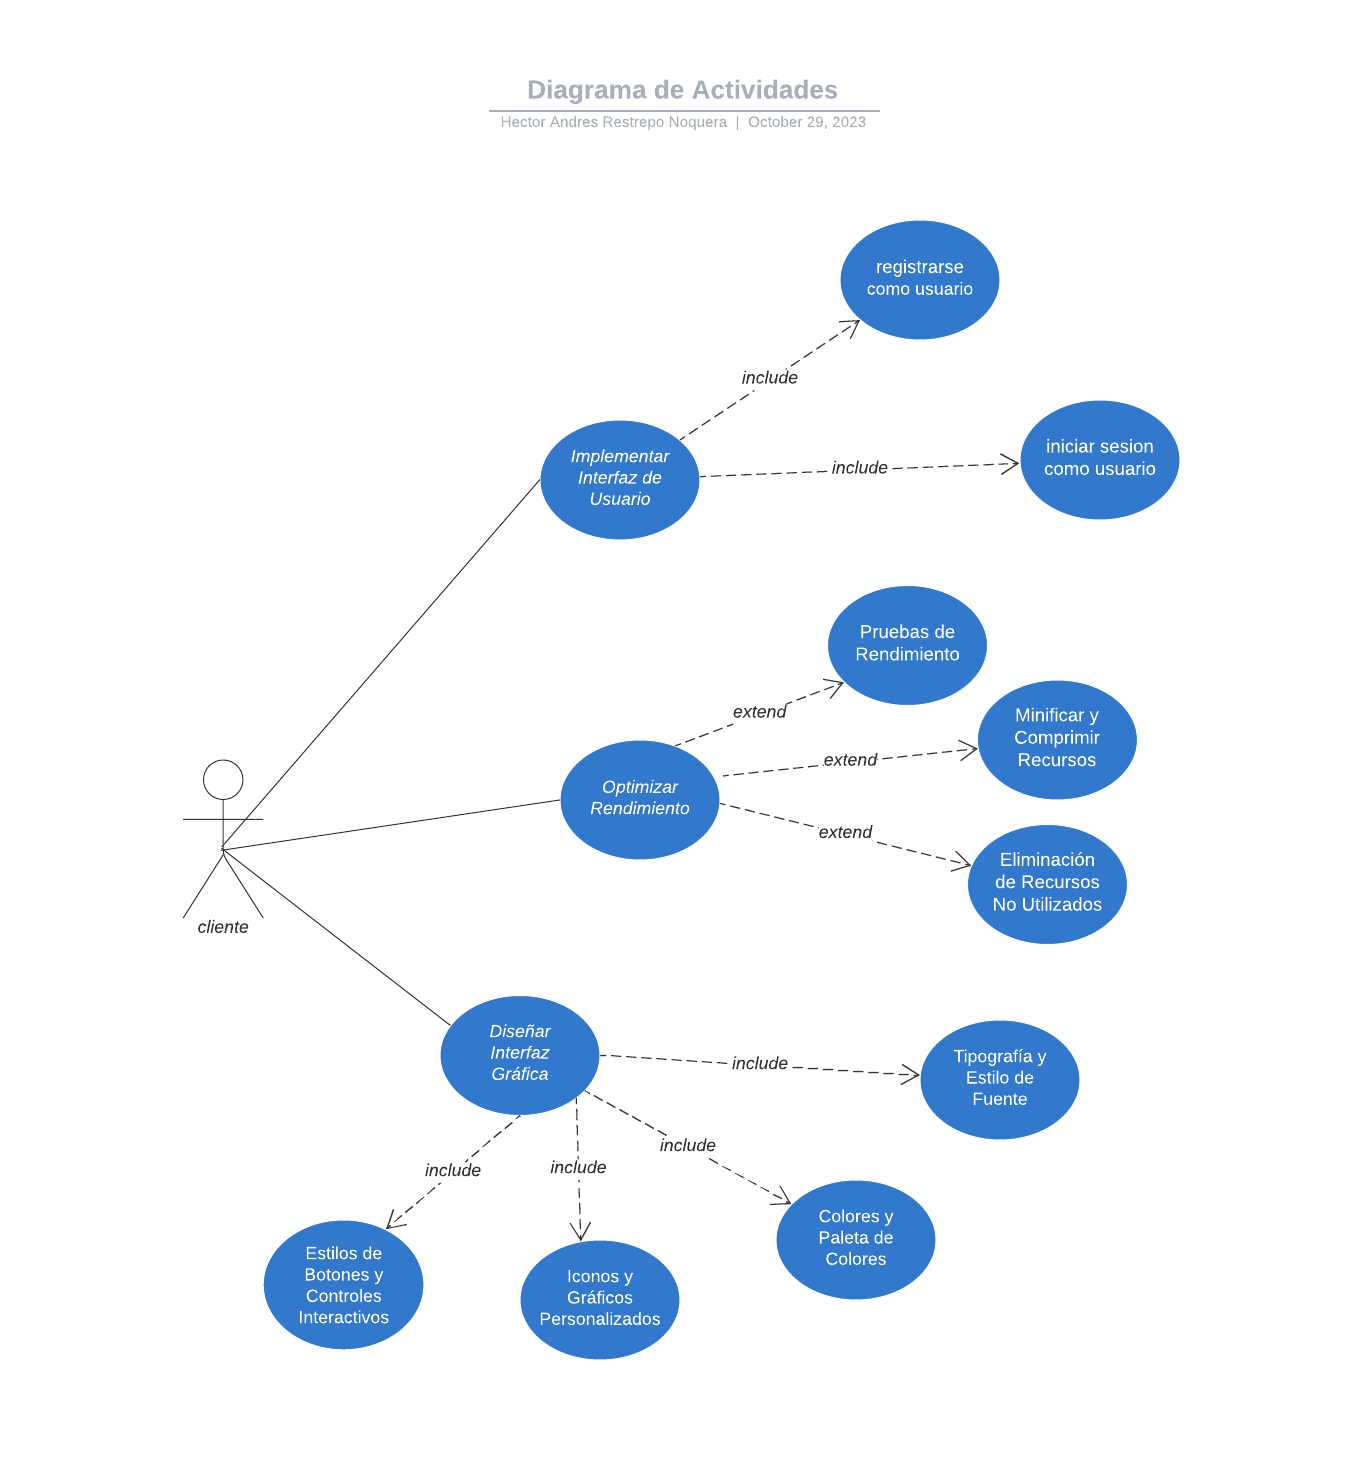 Diagrama de Actividades
Hector Andres Restrepo Noquera | October 29, 2023
registrarse
como usuario
include
Implementar
Interfaz de
Usuario
include
iniciar sesion
como usuario
Pruebas de
Rendimiento
extend
Minificar y
Comprimir
Recursos
extend
Optimizar
Rendimiento
extend
Eliminación
de Recursos
No Utilizados
cliente
Diseñar
Interfaz
Gráfica
include
Tipografía y
Estilo de
Fuente
include
include
include
Colores y
Paleta de
Colores
Estilos de
Botones y
Controles
Interactivos
Iconos y
Gráficos
Personalizados